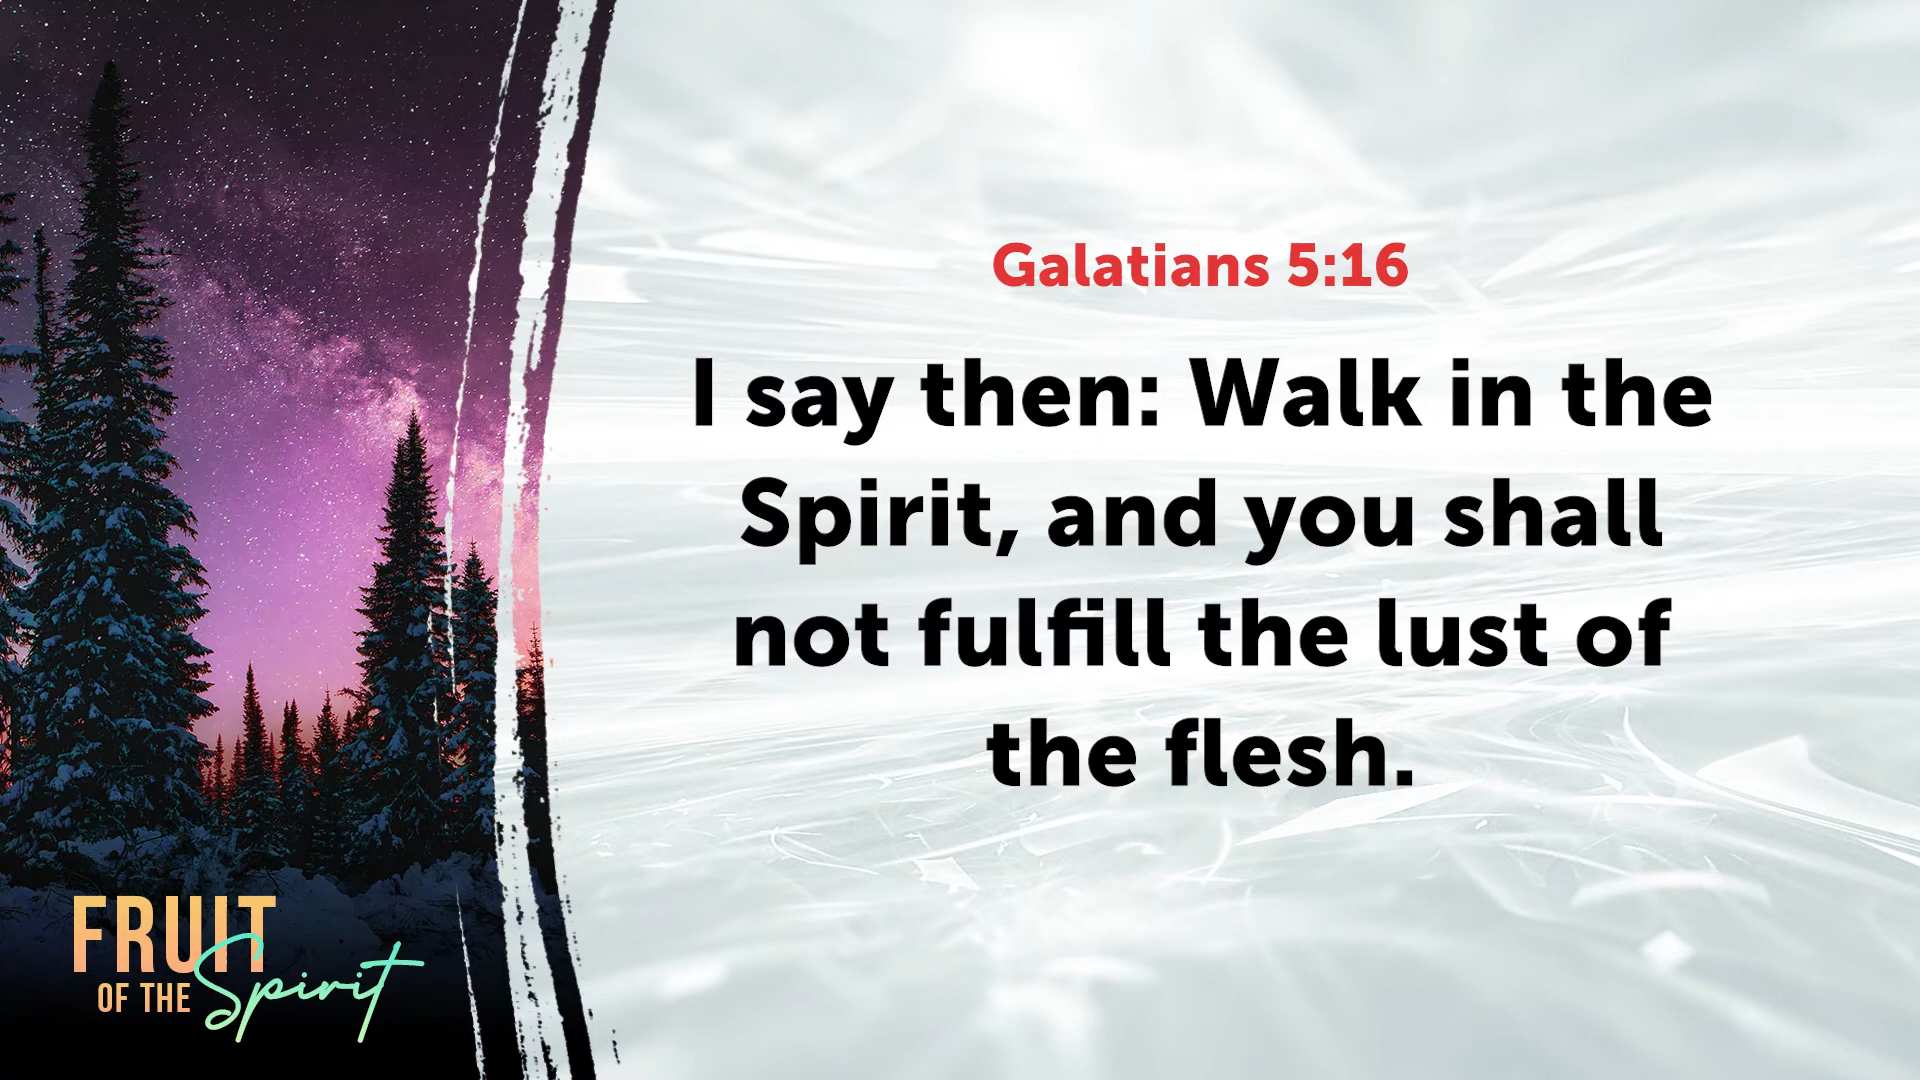 Galatians 5:16
I say then: Walk in the
Spirit, and you shall
not fulfill the lust of
the flesh.
FRUIT
OF THE Spirit